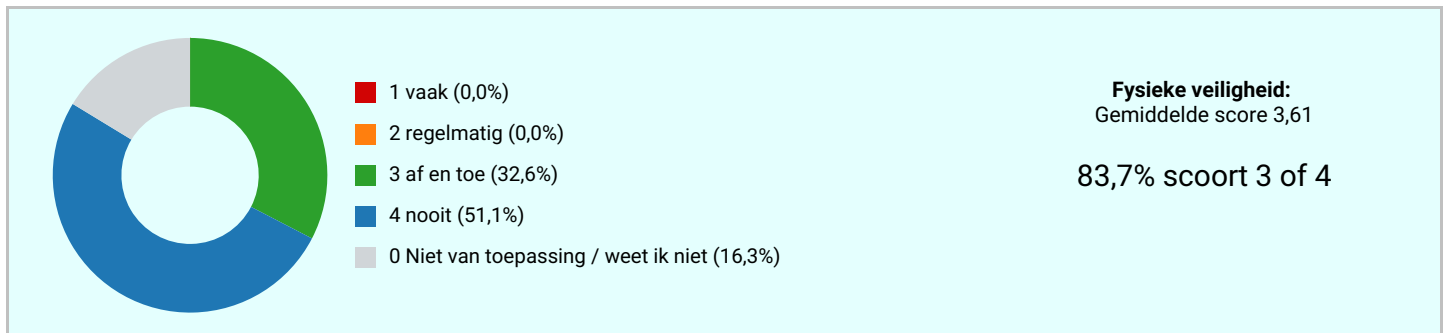 1 vaak (0,0%)
2 regelmatig (0,0%)
3 af en toe (32,6%)
4 nooit (51,1%)
0 Niet van toepassing / weet ik niet (16,3%)
Fysieke veiligheid:
Gemiddelde score 3,61
83,7% scoort 3 of 4